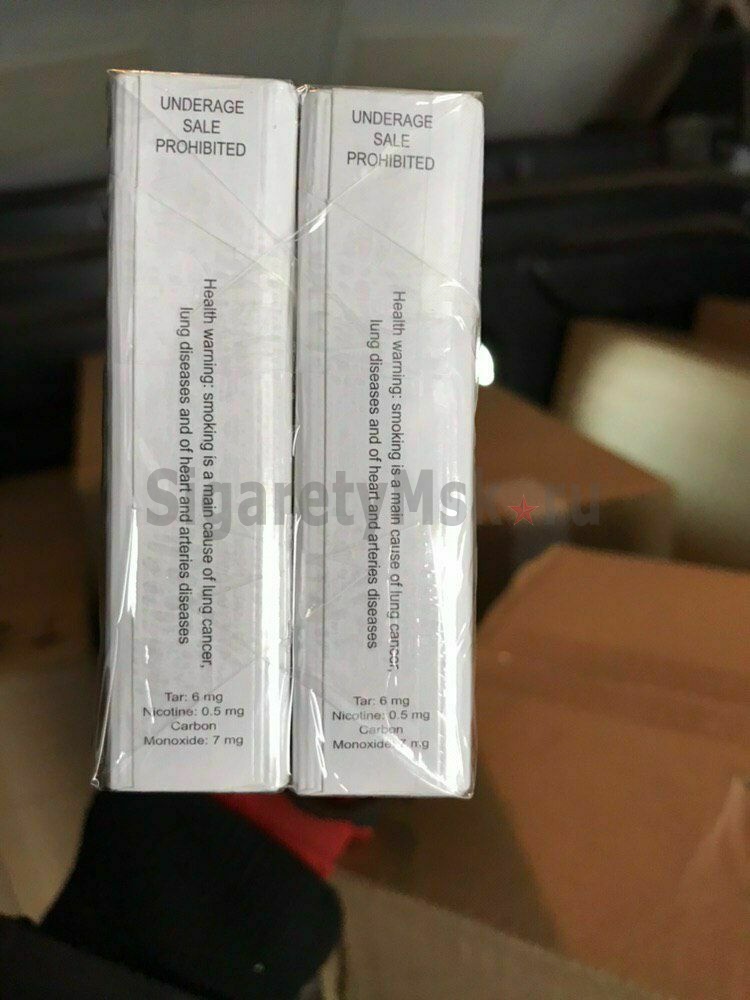 UNDERAGE
SALE
PROHIBITED
Health warning: smoking is a main cause of lung cancer,
lung diseases and of heart and arteries diseases
Tar: 6 mg
Nicotine: 0.5 mg
Carbon
Monoxide: 7 mg
UNDERAGE
SALE
PROHIBITED
Health warning: smoking is a main cause of lung cancer,
lung diseases and of heart and arteries diseases
Tar: 6 mg
Nicotine: 0.5 mg
Carbon
Monoxide: 7 mg
SigaretyMsk.ru